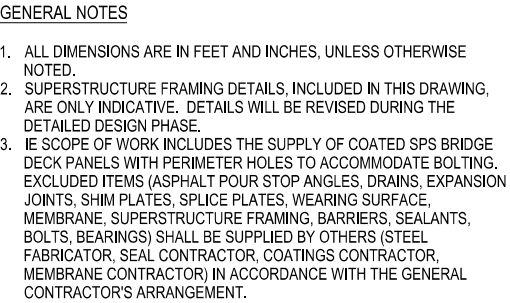 GENERAL NOTES
1. ALL DIMENSIONS ARE IN FEET AND INCHES, UNLESS OTHERWISE
NOTED.
2. SUPERSTRUCTURE FRAMING DETAILS, INCLUDED IN THIS DRAWING,
ARE ONLY INDICATIVE. DETAILS WILL BE REVISED DURING THE
DETAILED DESIGN PHASE.
3. IE SCOPE OF WORK INCLUDES THE SUPPLY OF COATED SPS BRIDGE
DECK PANELS WITH PERIMETER HOLES TO ACCOMMODATE BOLTING.
EXCLUDED ITEMS (ASPHALT POUR STOP ANGLES, DRAINS, EXPANSION
JOINTS, SHIM PLATES, SPLICE PLATES, WEARING SURFACE,
MEMBRANE, SUPERSTRUCTURE FRAMING, BARRIERS, SEALANTS,
BOLTS, BEARINGS) SHALL BE SUPPLIED BY OTHERS (STEEL
FABRICATOR, SEAL CONTRACTOR, COATINGS CONTRACTOR,
MEMBRANE CONTRACTOR) IN ACCORDANCE WITH THE GENERAL
CONTRACTOR'S ARRANGEMENT.